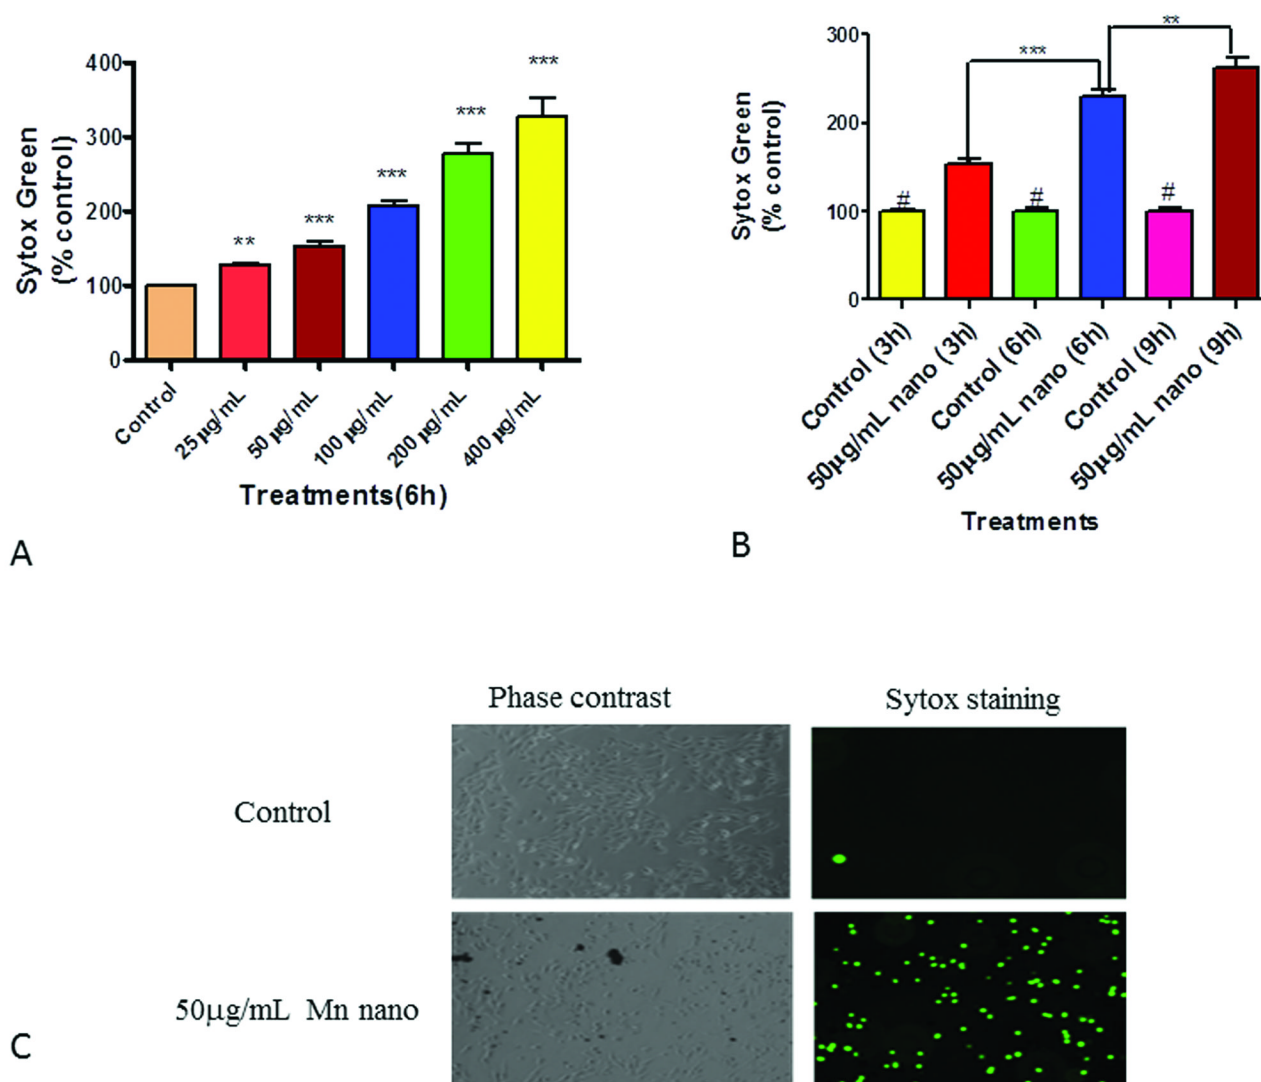 400
300
200
100
0
Sytox Green
(% control)
**
***
***
***
***
Control
25 µg/mL
50 µg/mL
100 µg/mL
200 µg/mL
400 µg/mL
Treatments(6h)
A
300
200
100
0
Sytox Green
(% control)
***
**
#
#
#
Control (3h)
50µg/mL nano (3h)
Control (6h)
50µg/mL nano (6h)
Control (9h)
50µg/mL nano (9h)
Treatments
B
Phase contrast
Sytox staining
Control
50µg/mL Mn nano
C